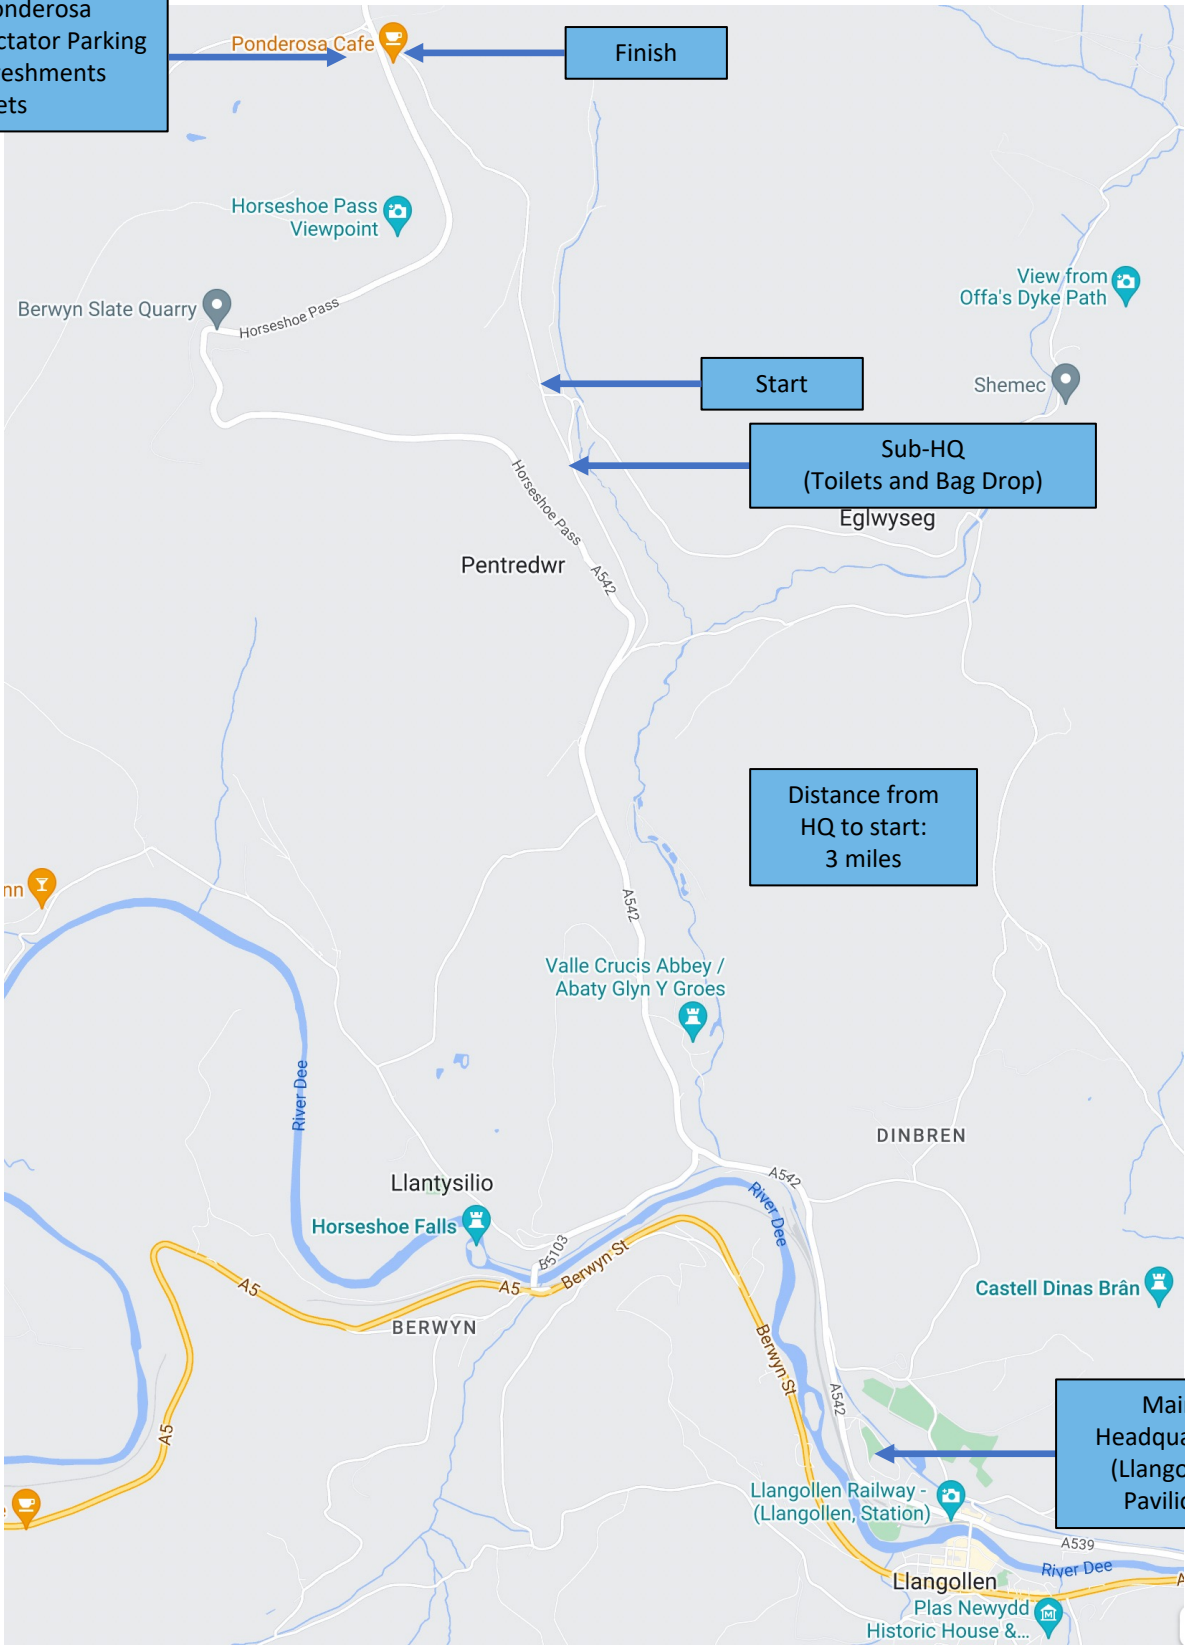 onderosa
ctator Parking
eshments
ets
Ponderosa Cafe
Finish
Horseshoe Pass
Viewpoint
Berwyn Slate Quarry
Horseshoe Pass
View from
Offa's Dyke Path
Start
Shemec
Sub-HQ
(Toilets and Bag Drop)
Eglwyseg
Horseshoe Pass
Pentredwr
A542
Distance from
HQ to start:
3 miles
nn
A542
Valle Crucis Abbey /
Abaty Glyn Y Groes
River Dee
DINBREN
Llantysilio
A542
River Dee
Horseshoe Falls
B5103
Berwyn St
A5
A5
Castell Dinas Brân
BERWYN
Berwyn St
A542
A5
Mai
Headqua
(Llango
Pavili
Llangollen Railway -
(Llangollen, Station)
A539
River Dee
Llangollen
A
Plas Newydd
Historic House &...